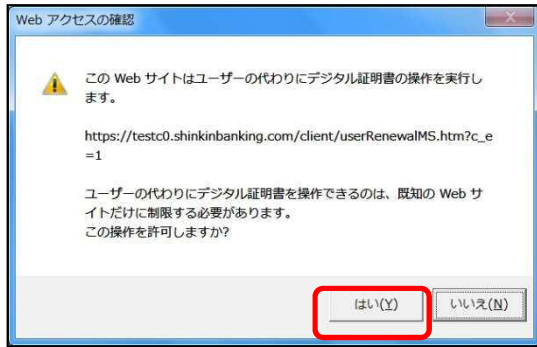 Web アクセスの確認
この Web サイトはユーザーの代わりにデジタル証明書の操作を実行し
ます。
https://testc0.shinkinbanking.com/client/userRenewalMS.htm?c_e
=1
ユーザーの代わりにデジタル証明書を操作できるのは、既知の Web サ
イトだけに制限する必要があります。
この操作を許可しますか?
はい(Y) いいえ(N)